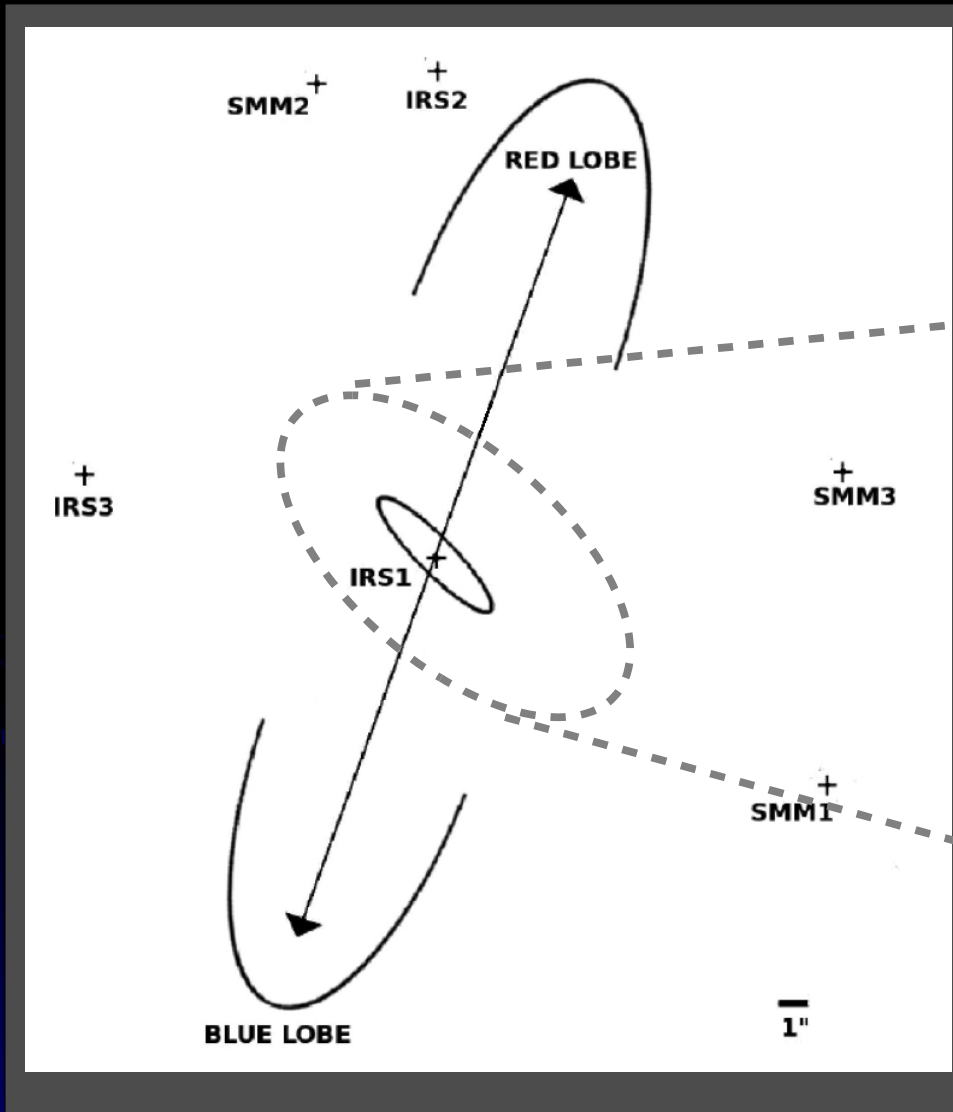 IRS2
SMM2
RED LOBE
IRS3
SMM3
IRS1
SMM1
1"
BLUE LOBE